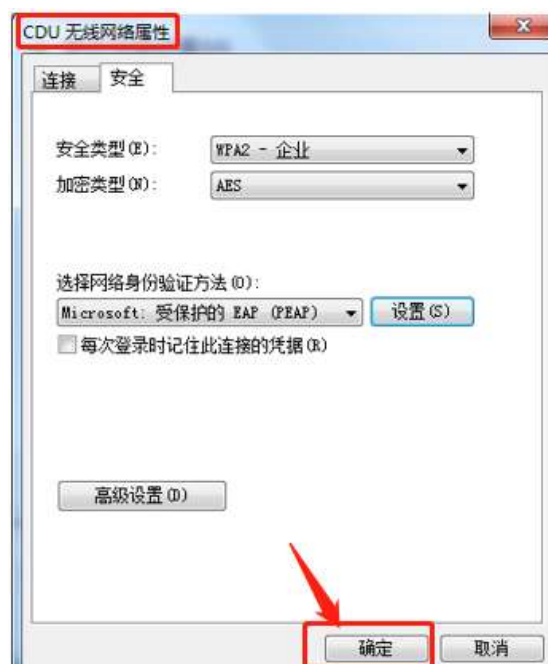 CDU 无线网络属性
连接 安全
安全类型(E): WPA2 - 企业
加密类型(N): AES
选择网络身份验证方法(O):
Microsoft: 受保护的 EAP (PEAP) 设置(S)
每次登录时记住此连接的凭据(R)
高级设置(D)
确定 取消